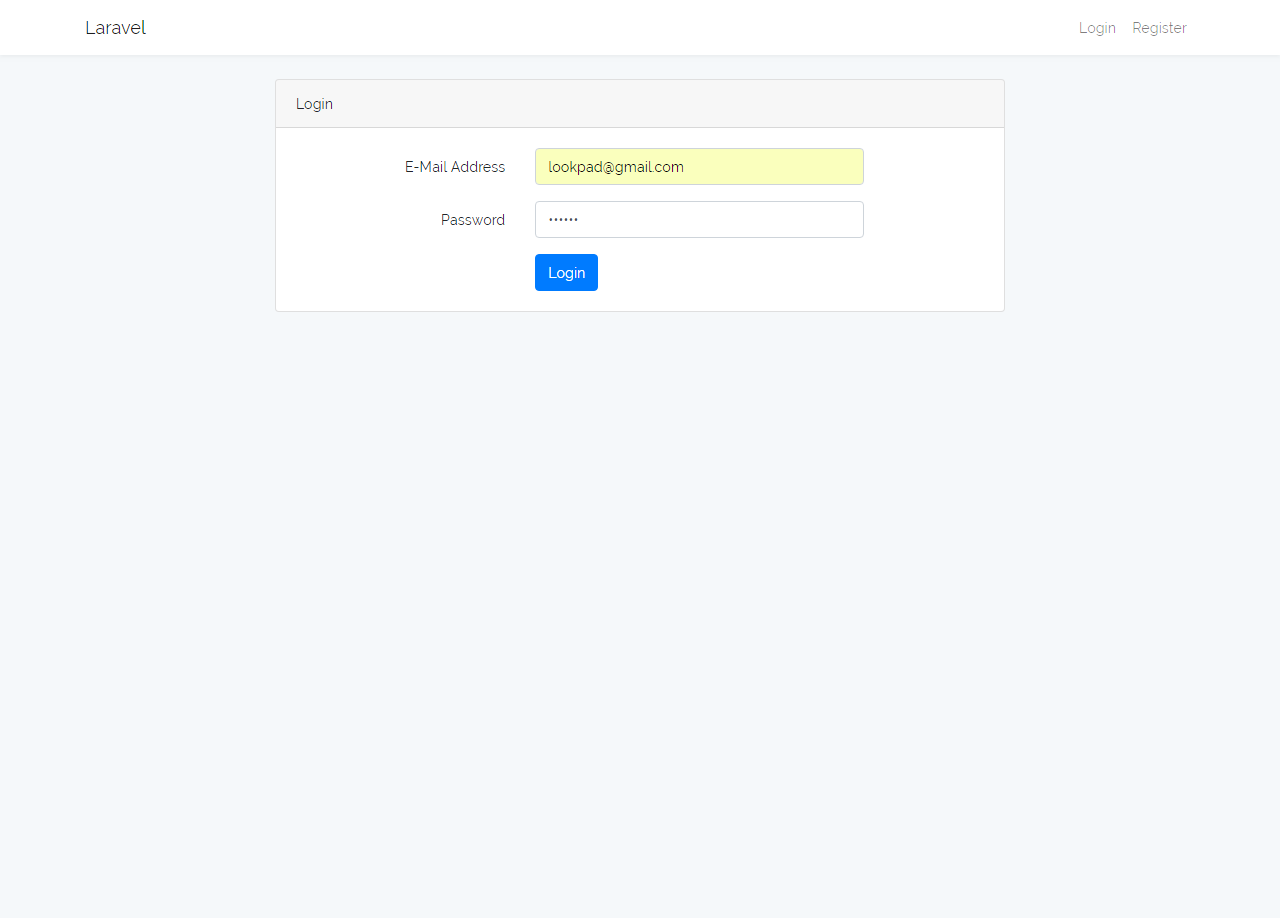 Laravel
Login Register
Login
E-Mail Address lookpad@gmail.com
Password ••••••
Login